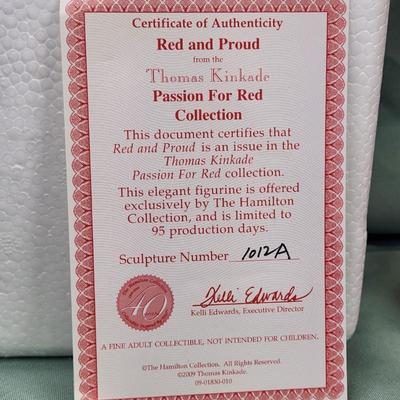 Certificate of Authenticity
Red and Proud
from the
Thomas Kinkade
Passion For Red
Collection
This document certifies that
Red and Proud is an issue in the
Thomas Kinkade
Passion For Red collection.
This elegant figurine is offered
exclusively by The Hamilton
Collection, and is limited to
95 production days.
Sculpture Number 1012A
The Hamilton Collection
40
Kelli Edwards
Kelli Edwards, Executive Director
A FINE ADULT COLLECTIBLE, NOT INTENDED FOR CHILDREN.
©The Hamilton Collection. All Rights Reserved.
©2009 Thomas Kinkade.
09-01830-010